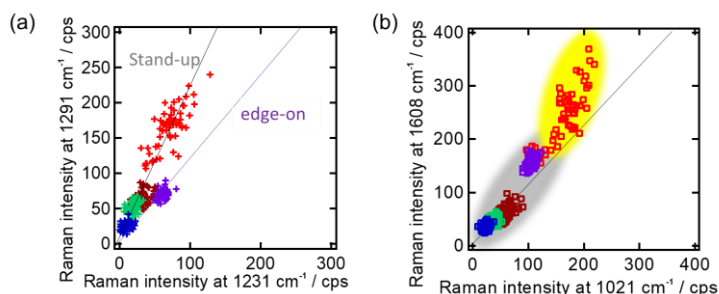 (a)
Raman intensity at 1291 cm⁻¹ / cps
300
250
200
150
100
50
0
Stand-up
edge-on
0 100 200 300
Raman intensity at 1231 cm⁻¹ / cps
(b)
Raman intensity at 1608 cm⁻¹ / cps
400
300
200
100
0
0 100 200 300 400
Raman intensity at 1021 cm⁻¹ / cps